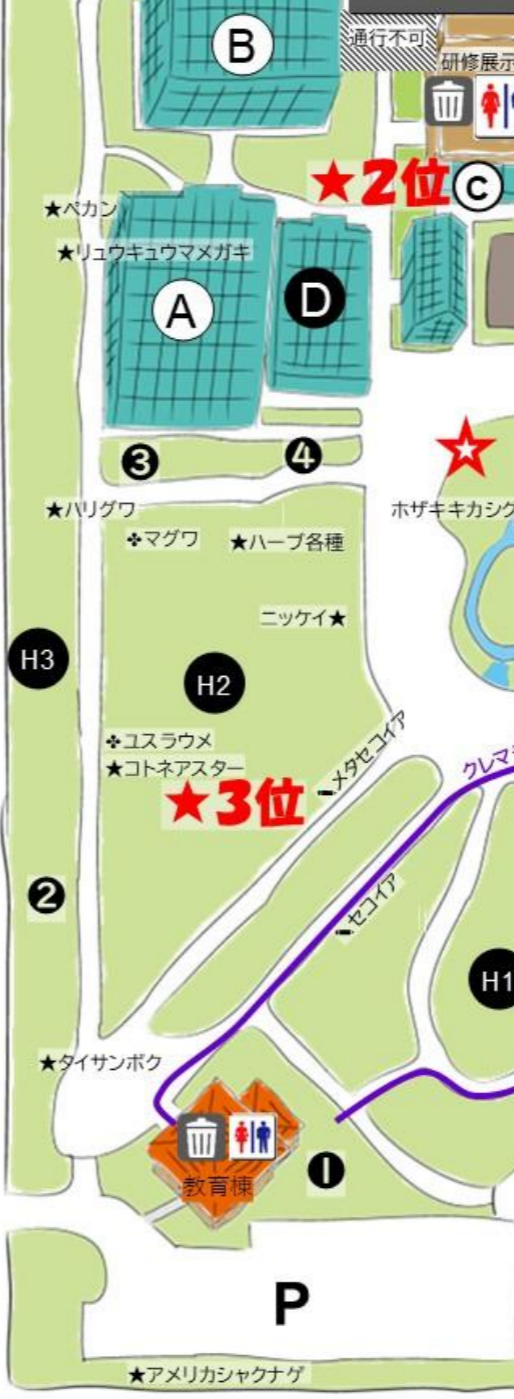 B
通行不可
研修展示
★2位
C
★ペカン
★リュウキュウマメガキ
A
D
3
4
★ハリグワ
ホザキキカシグ
✤マグワ
★ハーブ各種
ニッケイ★
H3
H2
✤ユスラウメ
★コトネアスター
メタセコイア
★3位
クレマ
2
セコイア
H1
★タイサンボク
教育棟
1
P
★アメリカシャクナゲ